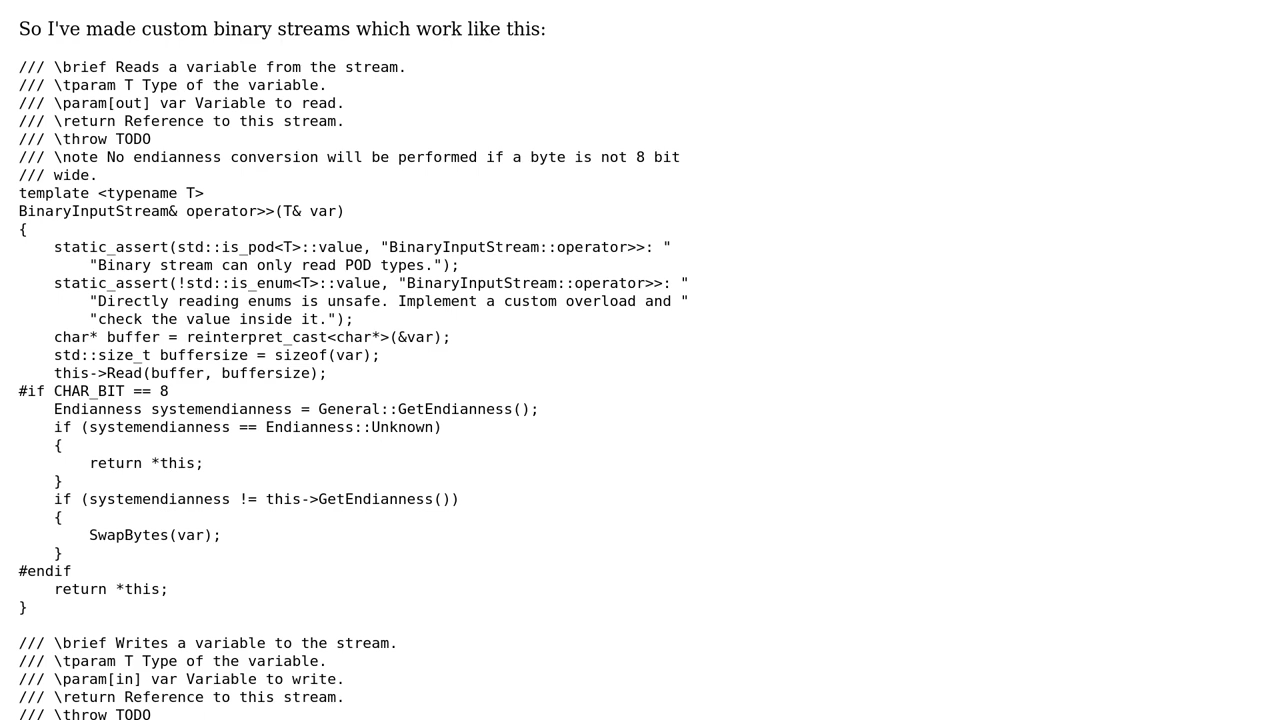 So I've made custom binary streams which work like this:
/// \brief Reads a variable from the stream.
/// \tparam T Type of the variable.
/// \param[out] var Variable to read.
/// \return Reference to this stream.
/// \throw TODO
/// \note No endianness conversion will be performed if a byte is not 8 bit
/// wide.
template <typename T>
BinaryInputStream& operator>>(T& var)
{
    static_assert(std::is_pod<T>::value, "BinaryInputStream::operator>>: "
        "Binary stream can only read POD types.");
    static_assert(!std::is_enum<T>::value, "BinaryInputStream::operator>>: "
        "Directly reading enums is unsafe. Implement a custom overload and "
        "check the value inside it.");
    char* buffer = reinterpret_cast<char*>(&var);
    std::size_t buffersize = sizeof(var);
    this->Read(buffer, buffersize);
#if CHAR_BIT == 8
    Endianness systemendianness = General::GetEndianness();
    if (systemendianness == Endianness::Unknown)
    {
        return *this;
    }
    if (systemendianness != this->GetEndianness())
    {
        SwapBytes(var);
    }
#endif
    return *this;
}
/// \brief Writes a variable to the stream.
/// \tparam T Type of the variable.
/// \param[in] var Variable to write.
/// \return Reference to this stream.
/// \throw TODO